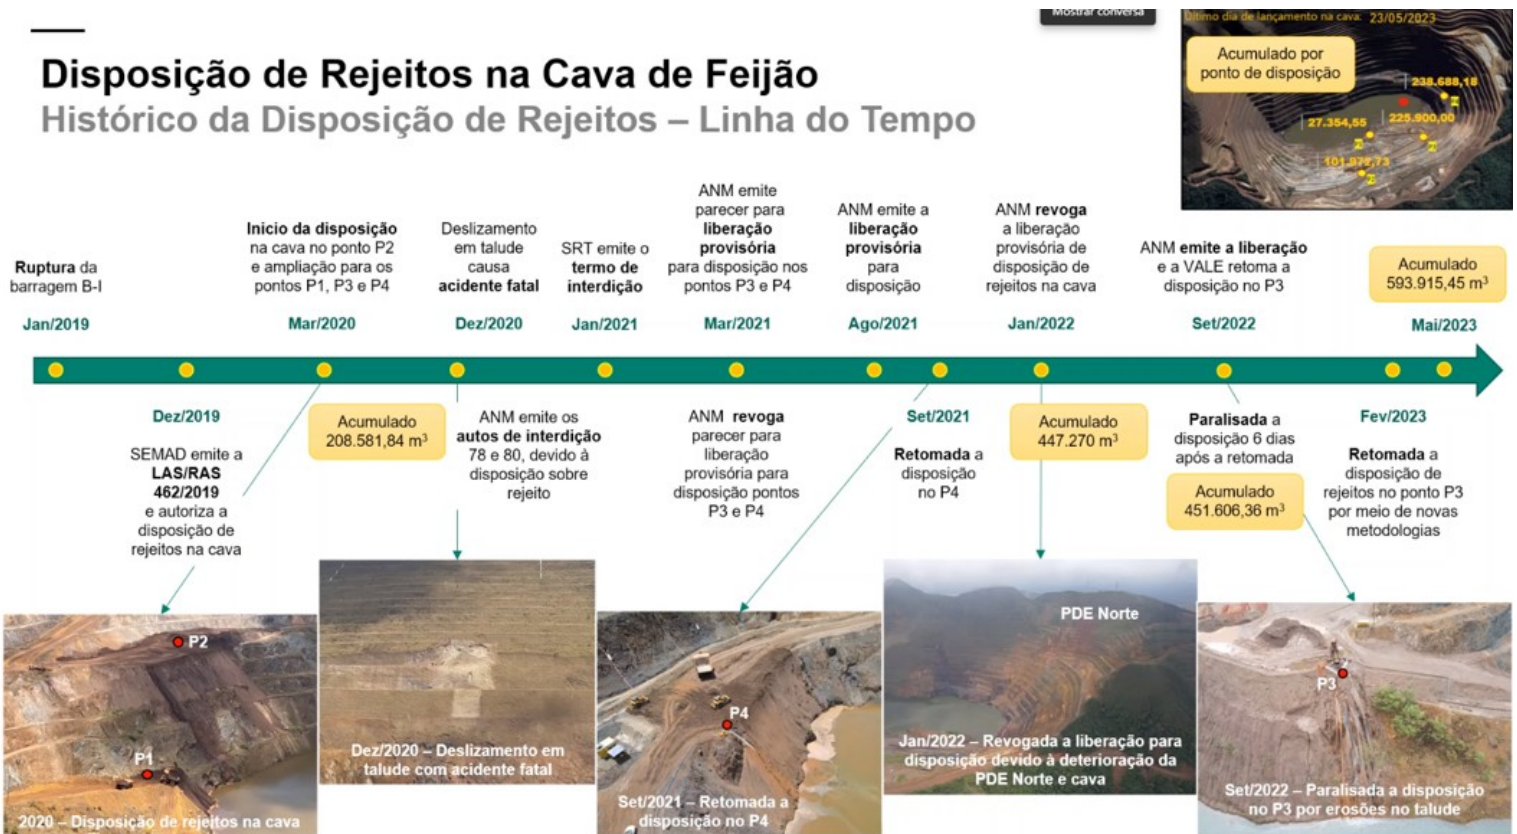 Mostrar conversa
Último dia de lançamento na cava: 23/05/2023
Acumulado por
ponto de disposição
238.688,18
27.354,55
225.900,00
101.972,73
Disposição de Rejeitos na Cava de Feijão
Histórico da Disposição de Rejeitos – Linha do Tempo
Ruptura da
barragem B-I
Jan/2019
Início da disposição
na cava no ponto P2
e ampliação para os
pontos P1, P3 e P4
Mar/2020
Deslizamento
em talude
causa
acidente fatal
Dez/2020
SRT emite o
termo de
interdição
Jan/2021
ANM emite
parecer para
liberação
provisória
para disposição nos
pontos P3 e P4
Mar/2021
ANM emite a
liberação
provisória
para
disposição
Ago/2021
ANM revoga
a liberação
provisória de
disposição de
rejeitos na cava
Jan/2022
ANM emite a liberação
e a VALE retoma a
disposição no P3
Set/2022
Acumulado
593.915,45 m³
Mai/2023
Dez/2019
SEMAD emite a
LAS/RAS
462/2019
e autoriza a
disposição de
rejeitos na cava
Acumulado
208.581,84 m³
ANM emite os
autos de interdição
78 e 80, devido à
disposição sobre
rejeito
ANM revoga
parecer para
liberação
provisória para
disposição pontos
P3 e P4
Set/2021
Retomada a
disposição
no P4
Acumulado
447.270 m³
Paralisada a
disposição 6 dias
após a retomada
Acumulado
451.606,36 m³
Fev/2023
Retomada a
disposição de
rejeitos no ponto P3
por meio de novas
metodologias
P2
P1
2020 – Disposição de rejeitos na cava
Dez/2020 – Deslizamento em
talude com acidente fatal
P4
Set/2021 – Retomada a
disposição no P4
PDE Norte
Jan/2022 – Revogada a liberação para
disposição devido à deterioração da
PDE Norte e cava
P3
Set/2022 – Paralisada a disposição
no P3 por erosões no talude